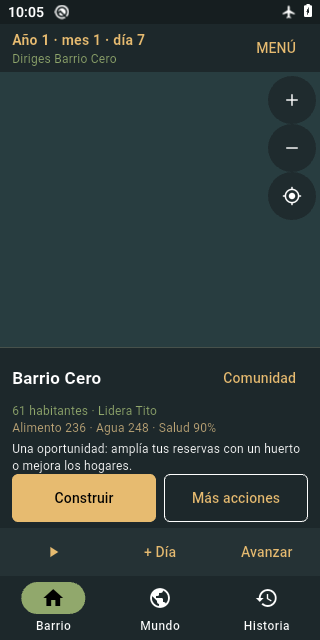 10:05
Año 1 · mes 1 · día 7
Diriges Barrio Cero
MENÚ
Barrio Cero
Comunidad
61 habitantes · Lidera Tito
Alimento 236 · Agua 248 · Salud 90%
Una oportunidad: amplía tus reservas con un huerto
o mejora los hogares.
Construir
Más acciones
+ Día
Avanzar
Barrio
Mundo
Historia